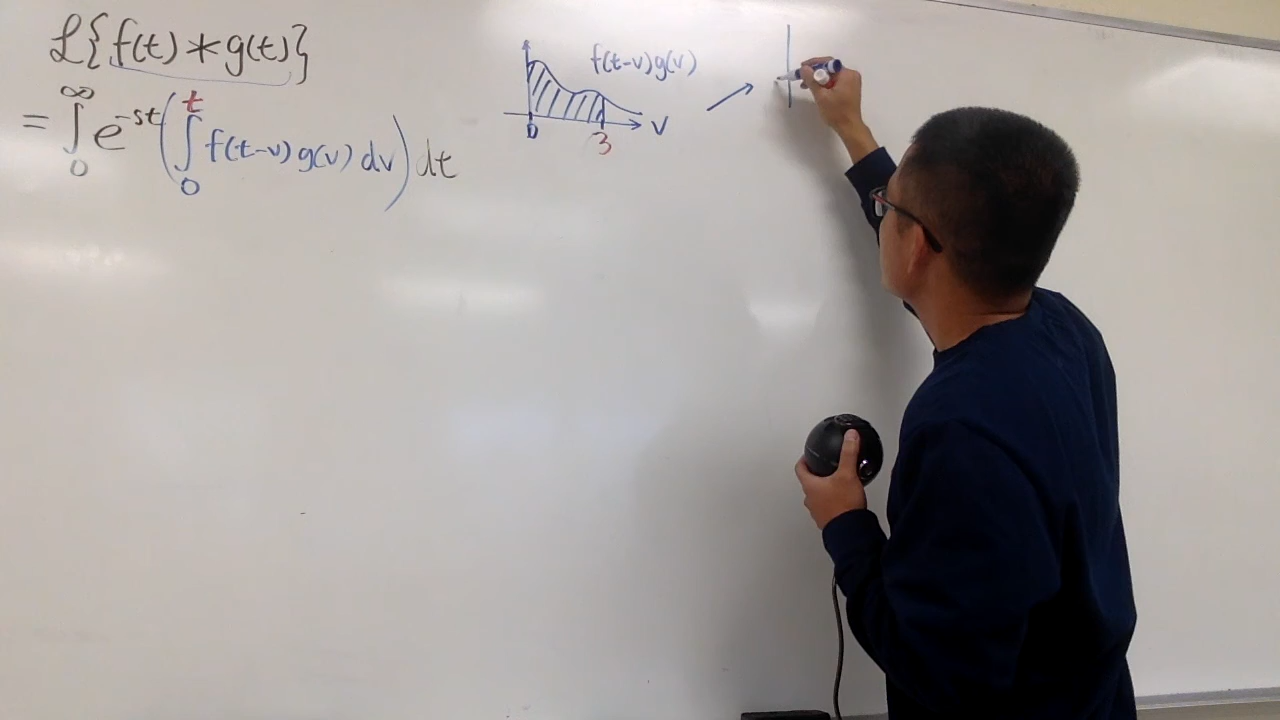 ℒ{f(t) * g(t)}
= ∫₀^∞ e^{-st} (∫₀^t f(t-v) g(v) dv) dt
f(t-v) g(v)
0 3 v